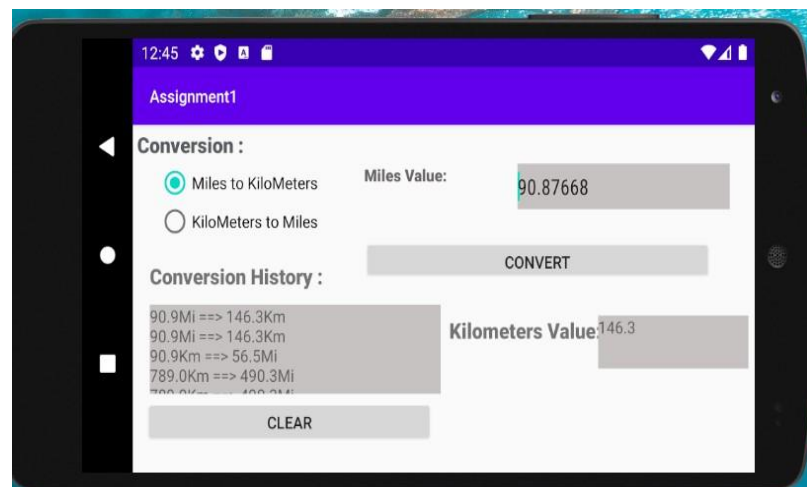 12:45
Assignment1
Conversion :
Miles to KiloMeters
KiloMeters to Miles
Miles Value:
90.87668
CONVERT
Conversion History :
90.9Mi ==> 146.3Km
90.9Mi ==> 146.3Km
90.9Km ==> 56.5Mi
789.0Km ==> 490.3Mi
Kilometers Value:
146.3
CLEAR